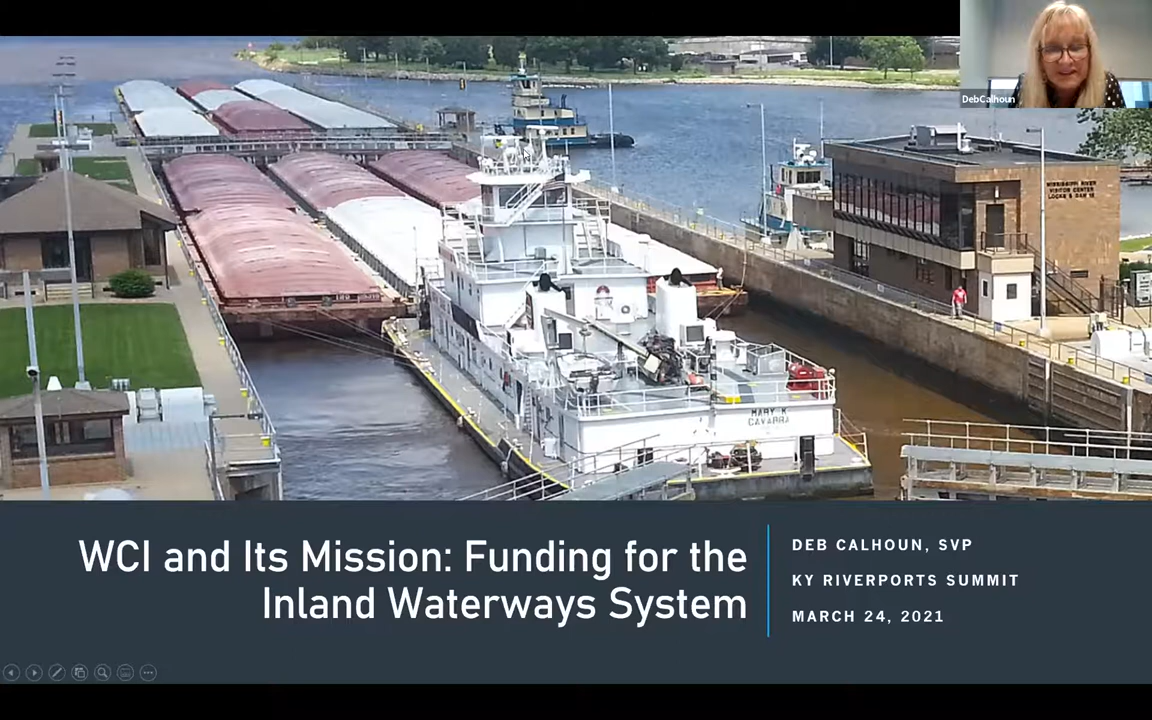 DebCalhoun
MISSISSIPPI RIVER
VISITOR CENTER
LOCK & DAM 15
MARY K
CAVARRA
WCI and Its Mission: Funding for the
Inland Waterways System
DEB CALHOUN, SVP
KY RIVERPORTS SUMMIT
MARCH 24, 2021